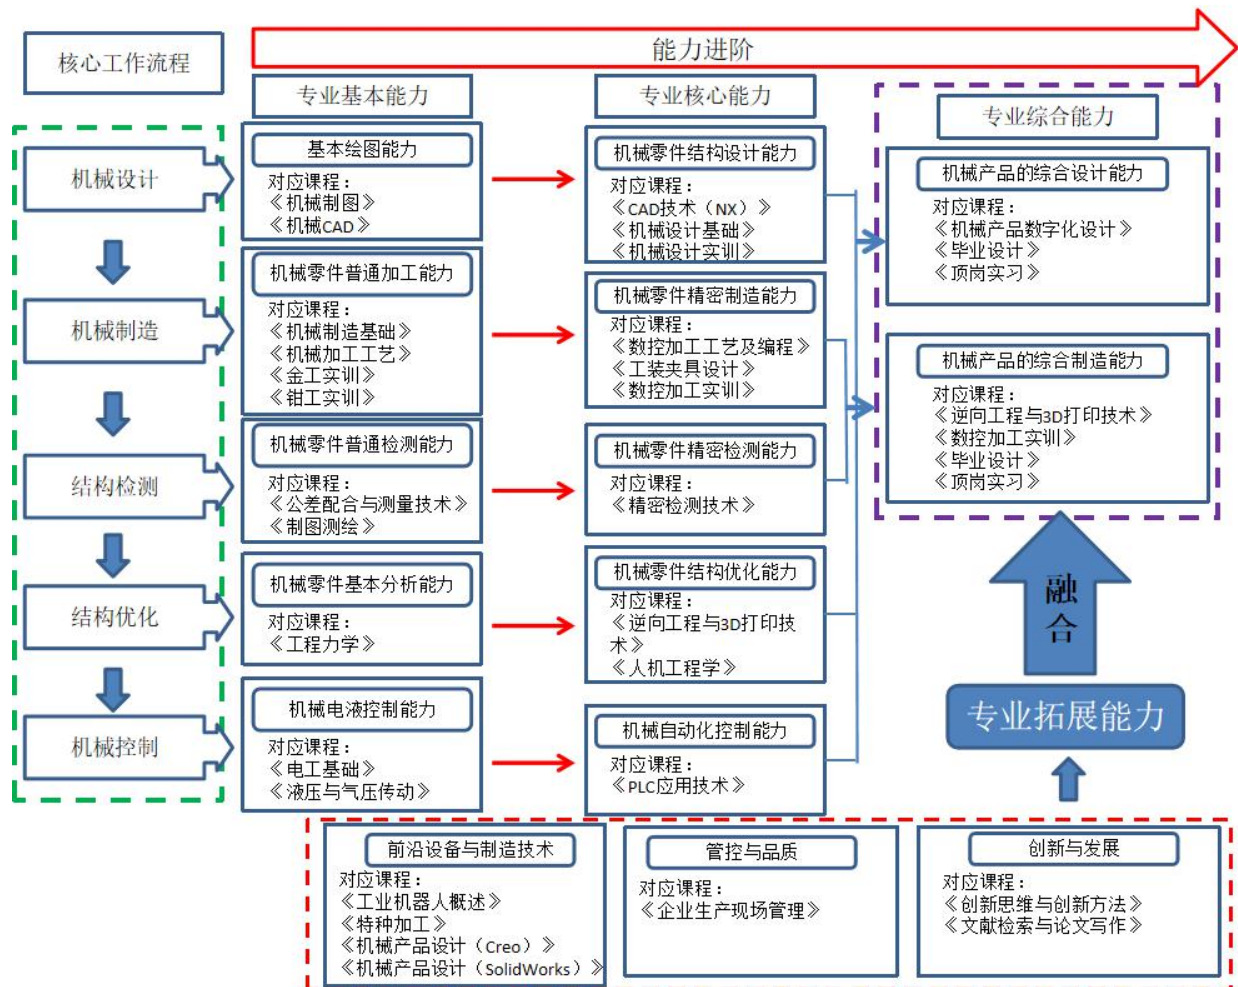 核心工作流程
能力进阶
专业基本能力
专业核心能力
专业综合能力
机械设计
机械制造
结构检测
结构优化
机械控制
基本绘图能力
对应课程：
《机械制图》
《机械CAD》
机械零件普通加工能力
对应课程：
《机械制造基础》
《机械加工工艺》
《金工实训》
《钳工实训》
机械零件普通检测能力
对应课程：
《公差配合与测量技术》
《制图测绘》
机械零件基本分析能力
对应课程：
《工程力学》
机械电液控制能力
对应课程：
《电工基础》
《液压与气压传动》
机械零件结构设计能力
对应课程：
《CAD技术（NX）》
《机械设计基础》
《机械设计实训》
机械零件精密制造能力
对应课程：
《数控加工工艺及编程》
《工装夹具设计》
《数控加工实训》
机械零件精密检测能力
对应课程：
《精密检测技术》
机械零件结构优化能力
对应课程：
《逆向工程与3D打印技
术》
《人机工程学》
机械自动化控制能力
对应课程：
《PLC应用技术》
机械产品的综合设计能力
对应课程：
《机械产品数字化设计》
《毕业设计》
《顶岗实习》
机械产品的综合制造能力
对应课程：
《逆向工程与3D打印技术》
《数控加工实训》
《毕业设计》
《顶岗实习》
融
合
专业拓展能力
前沿设备与制造技术
对应课程：
《工业机器人概述》
《特种加工》
《机械产品设计（Creo）》
《机械产品设计（SolidWorks）》
管控与品质
对应课程：
《企业生产现场管理》
创新与发展
对应课程：
《创新思维与创新方法》
《文献检索与论文写作》